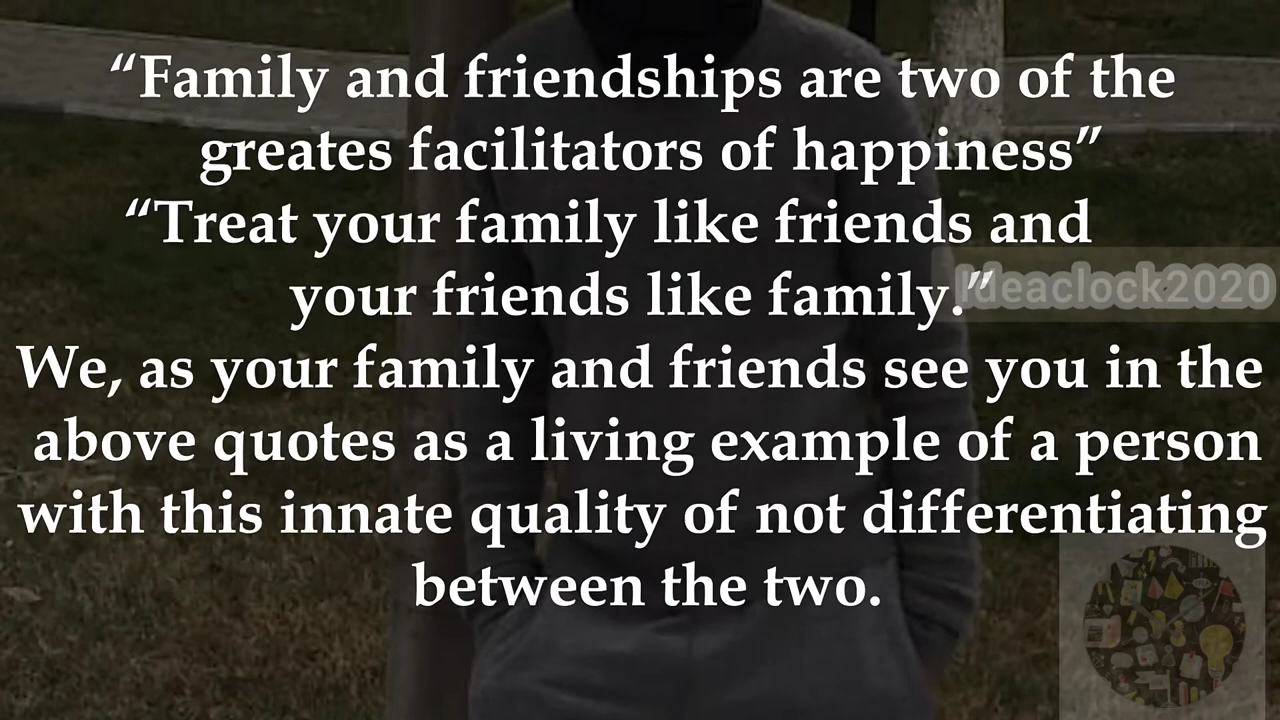 “Family and friendships are two of the
greates facilitators of happiness”
“Treat your family like friends and
your friends like family.”
Ideaclock2020
We, as your family and friends see you in the
above quotes as a living example of a person
with this innate quality of not differentiating
between the two.